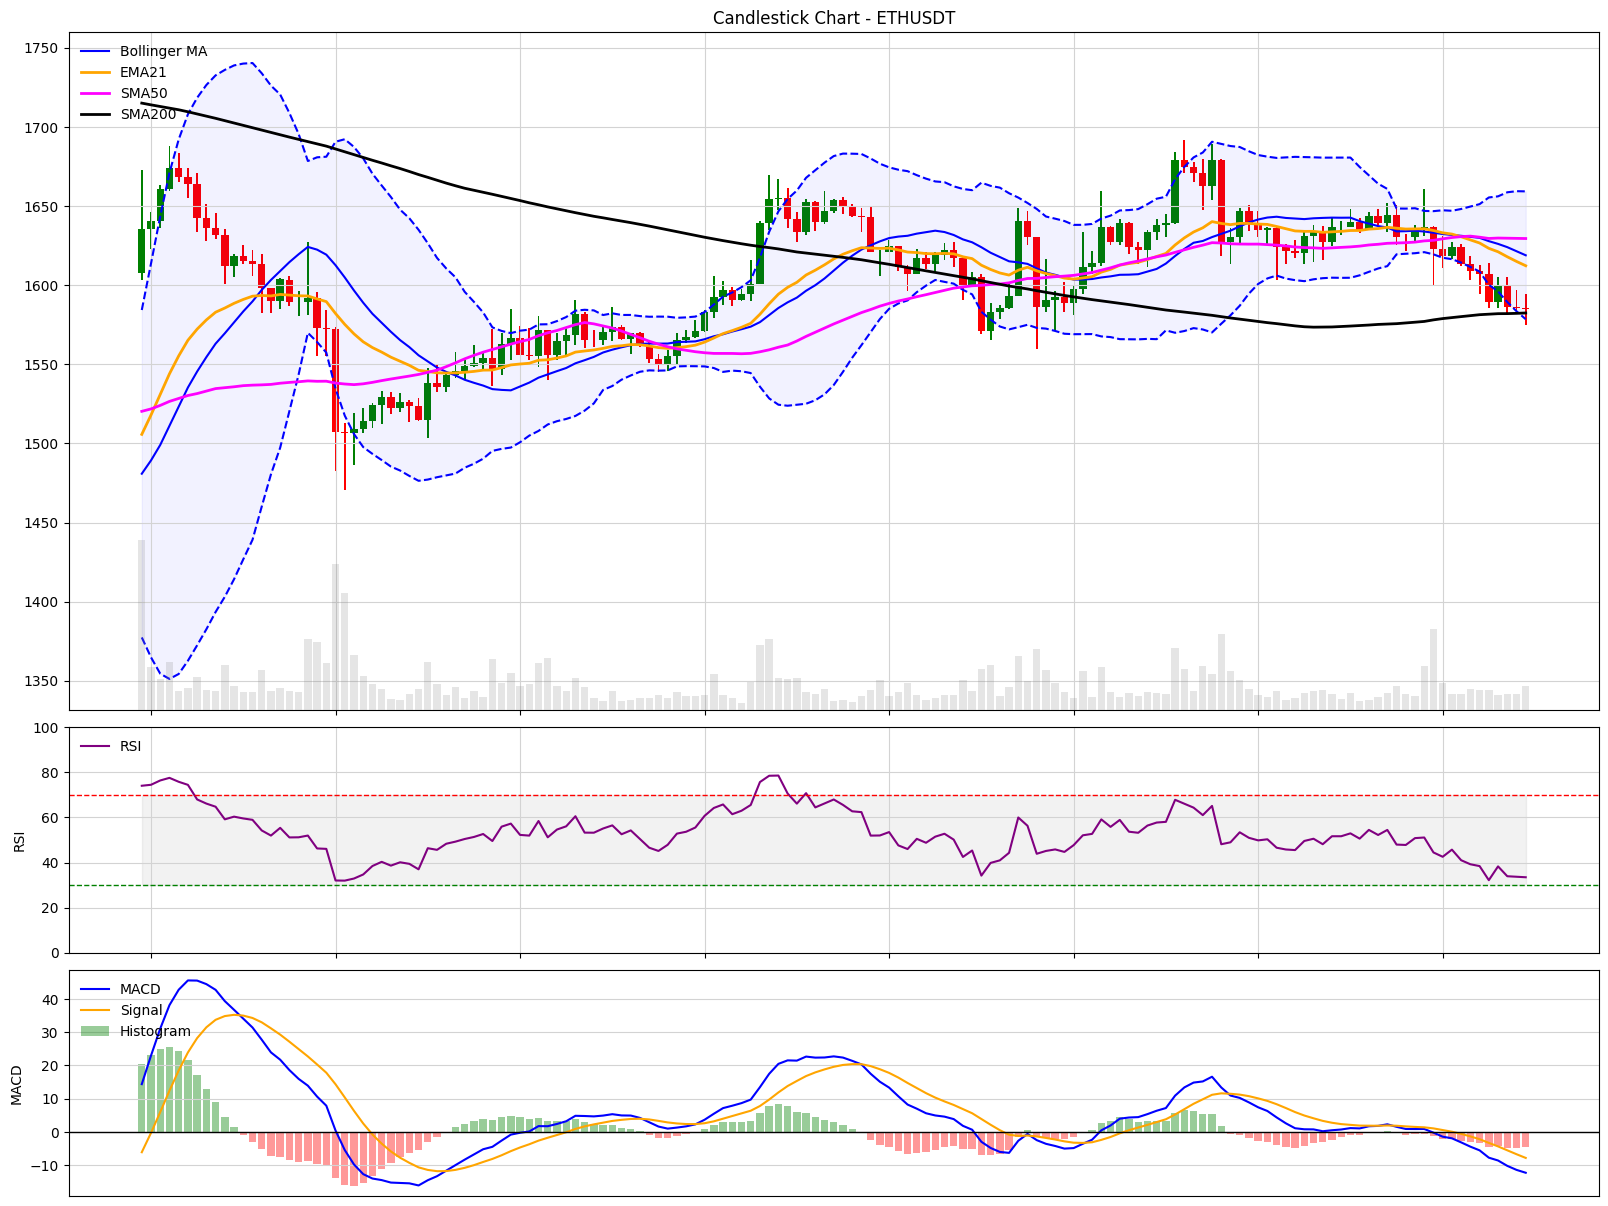 Candlestick Chart - ETHUSDT
1750
1700
1650
1600
1550
1500
1450
1400
1350
Bollinger MA
EMA21
SMA50
SMA200
100
80
60
40
20
0
RSI
RSI
40
30
20
10
0
−10
MACD
MACD
Signal
Histogram